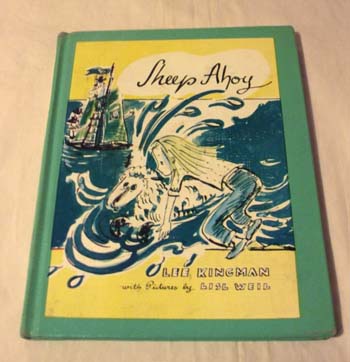 Sheep Ahoy
LEE KINGMAN
with Pictures by LISL WEIL